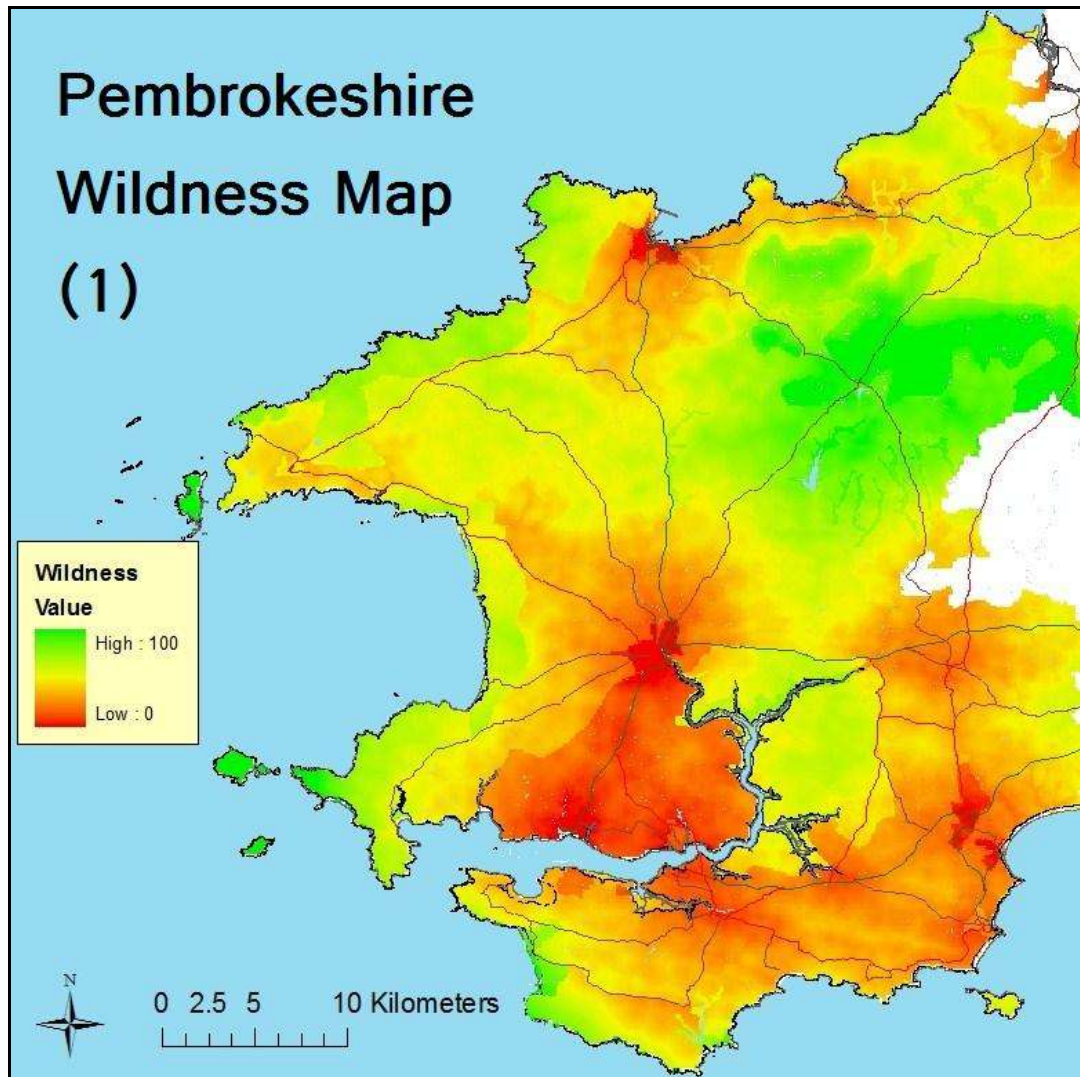 Pembrokeshire
Wildness Map
(1)
Wildness
Value
High : 100
Low : 0
N
0 2.5 5 10 Kilometers